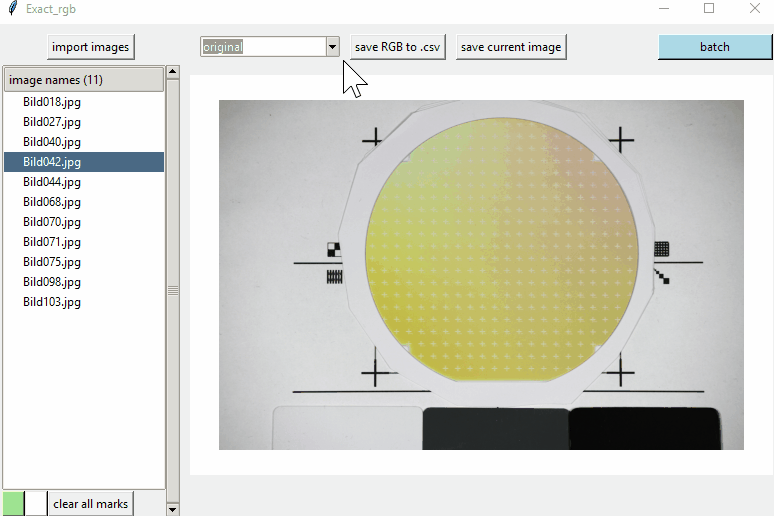 Exact_rgb
import images
original
save RGB to .csv
save current image
batch
image names (11)
Bild018.jpg
Bild027.jpg
Bild040.jpg
Bild042.jpg
Bild044.jpg
Bild068.jpg
Bild070.jpg
Bild071.jpg
Bild075.jpg
Bild098.jpg
Bild103.jpg
clear all marks